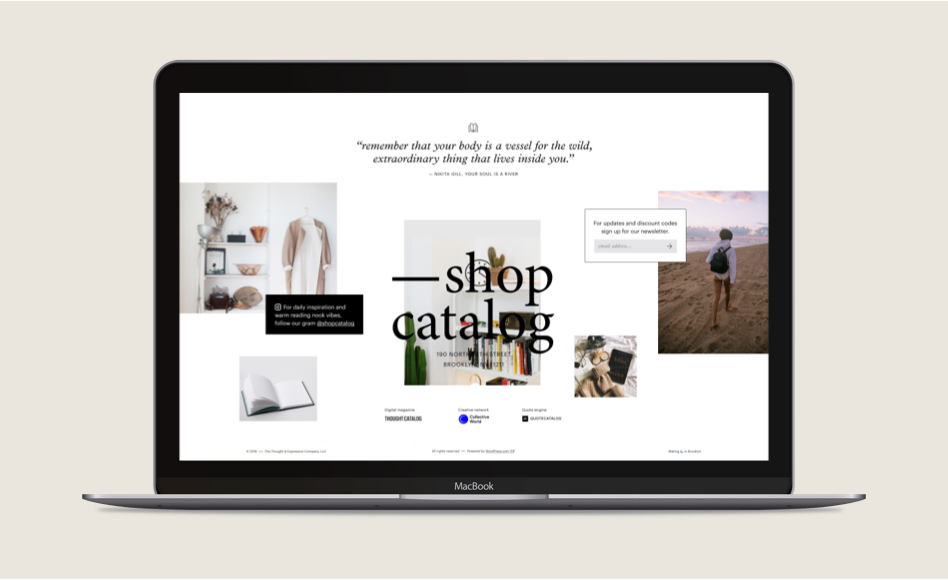 “remember that your body is a vessel for the wild,
extraordinary thing that lives inside you.”
— NIKITA GILL, YOUR SOUL IS A RIVER
For updates and discount codes
sign up for our newsletter.
email address...
For daily inspiration and
warm reading nook vibes,
follow our gram @shopcatalog
—shop
catalog
190 NORTH STREET,
BROOKLYN
Digital magazine
THOUGHT CATALOG
Creative network
Collective
World
Quote engine
QUOTECATALOG
© 2018 — The Thought & Expression Company, LLC
All rights reserved — Powered by WordPress.com VIP
in Brooklyn
MacBook